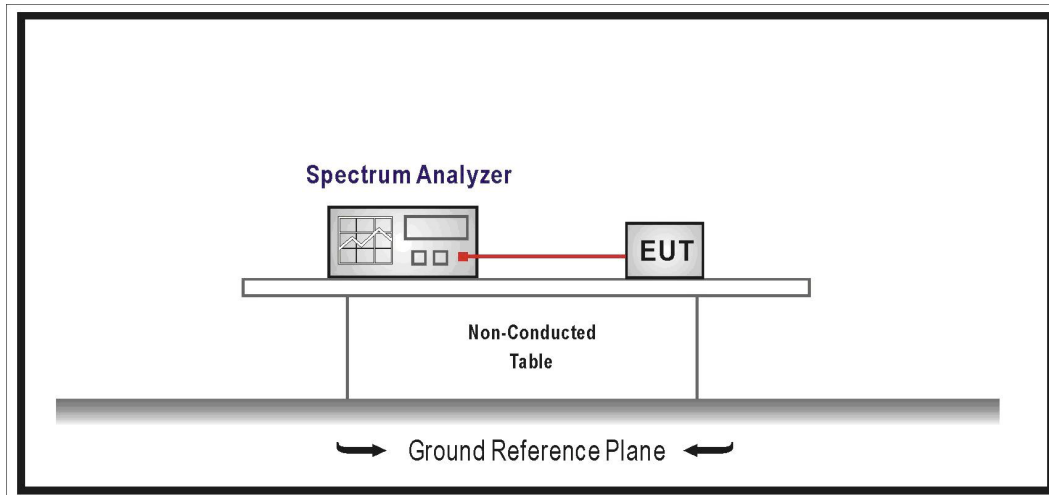 Spectrum Analyzer
EUT
Non-Conducted
Table
Ground Reference Plane